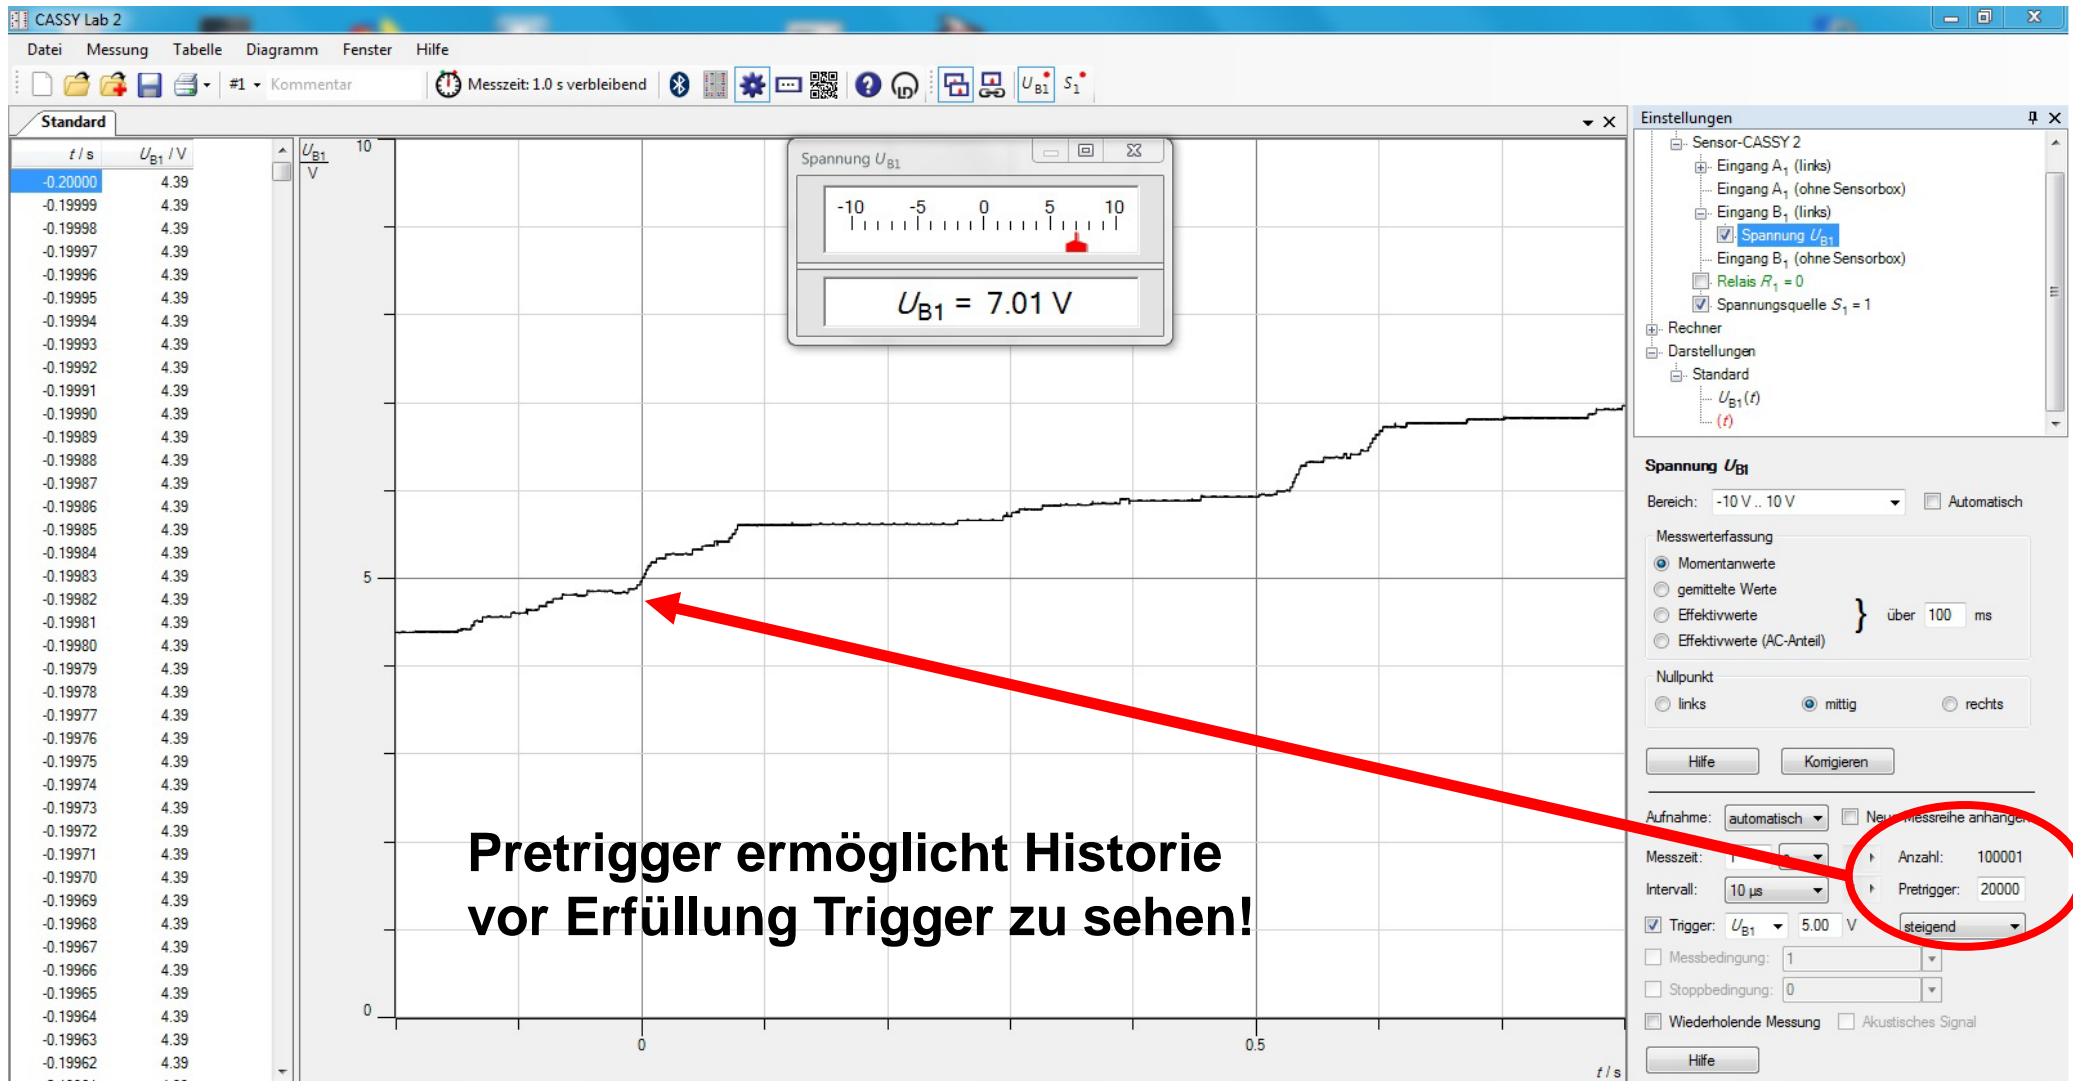 CASSY Lab 2
Datei Messung Tabelle Diagramm Fenster Hilfe
#1 Kommentar Messzeit: 1.0 s verbleibend UB1 S1
Standard
t / s UB1 / V
-0.20000 4.39
-0.19999 4.39
-0.19998 4.39
-0.19997 4.39
-0.19996 4.39
-0.19995 4.39
-0.19994 4.39
-0.19993 4.39
-0.19992 4.39
-0.19991 4.39
-0.19990 4.39
-0.19989 4.39
-0.19988 4.39
-0.19987 4.39
-0.19986 4.39
-0.19985 4.39
-0.19984 4.39
-0.19983 4.39
-0.19982 4.39
-0.19981 4.39
-0.19980 4.39
-0.19979 4.39
-0.19978 4.39
-0.19977 4.39
-0.19976 4.39
-0.19975 4.39
-0.19974 4.39
-0.19973 4.39
-0.19972 4.39
-0.19971 4.39
-0.19970 4.39
-0.19969 4.39
-0.19968 4.39
-0.19967 4.39
-0.19966 4.39
-0.19965 4.39
-0.19964 4.39
-0.19963 4.39
-0.19962 4.39
UB1
V
10
5
0
0 0.5
t / s
Spannung UB1
-10 -5 0 5 10
UB1 = 7.01 V
Pretrigger ermöglicht Historie
vor Erfüllung Trigger zu sehen!
Einstellungen
Sensor-CASSY 2
Eingang A1 (links)
Eingang A1 (ohne Sensorbox)
Eingang B1 (links)
Spannung UB1
Eingang B1 (ohne Sensorbox)
Relais R1 = 0
Spannungsquelle S1 = 1
Rechner
Darstellungen
Standard
UB1(t)
(t)
Spannung UB1
Bereich: -10 V .. 10 V Automatisch
Messwerterfassung
Momentanwerte
gemittelte Werte
Effektivwerte } über 100 ms
Effektivwerte (AC-Anteil)
Nullpunkt
links mittig rechts
Hilfe Korrigieren
Aufnahme: automatisch Neue Messreihe anhängen
Messzeit: 1 Anzahl: 100001
Intervall: 10 µs Pretrigger: 20000
Trigger: UB1 5.00 V steigend
Messbedingung: 1
Stoppbedingung: 0
Wiederholende Messung Akustisches Signal
Hilfe